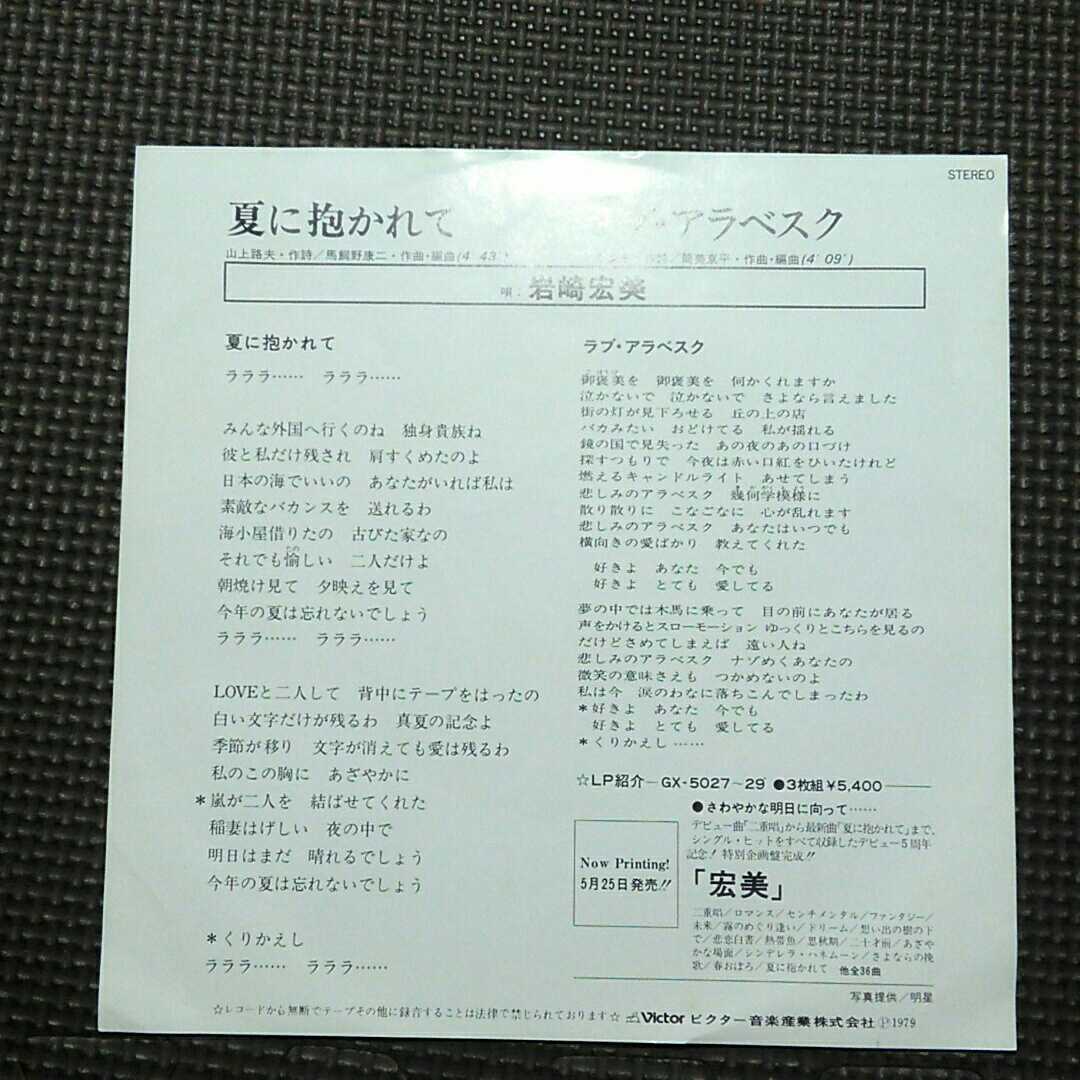 STEREO
夏に抱かれて
ブ・アラベスク
山上路夫・作詩/馬飼野康二・作曲・編曲(4′43″)
筒美京平・作曲・編曲(4′09″)
唄:岩崎宏美
夏に抱かれて
ラララ…… ラララ……
みんな外国へ行くのね 独身貴族ね
彼と私だけ残され 肩すくめたのよ
日本の海でいいの あなたがいれば私は
素敵なバカンスを 送れるわ
海小屋借りたの 古びた家なの
それでも愉しい 二人だけよ
朝焼け見て 夕映えを見て
今年の夏は忘れないでしょう
ラララ…… ラララ……
LOVEと二人して 背中にテープをはったの
白い文字だけが残るわ 真夏の記念よ
季節が移り 文字が消えても愛は残るわ
私のこの胸に あざやかに
*嵐が二人を 結ばせてくれた
稲妻はげしい 夜の中で
明日はまだ 晴れるでしょう
今年の夏は忘れないでしょう
*くりかえし
ラララ…… ラララ……
ラブ・アラベスク
御褒美を 御褒美を 何かくれますか
泣かないで 泣かないで さよなら言えました
街の灯が見下ろせる 丘の上の店
バカみたい おどけてる 私が揺れる
鏡の国で見失った あの夜のあの口づけ
探すつもりで 今夜は赤い口紅をひいたけれど
燃えるキャンドルライト あせてしまう
悲しみのアラベスク 幾何学模様に
散り散りに こなごなに 心が乱れます
悲しみのアラベスク あなたはいつでも
横向きの愛ばかり 教えてくれた
好きよ あなた 今でも
好きよ とても 愛してる
夢の中では木馬に乗って 目の前にあなたが居る
声をかけるとスローモーション ゆっくりとこちらを見るの
だけどさめてしまえば 遠い人ね
悲しみのアラベスク ナゾめくあなたの
微笑の意味さえも つかめないのよ
私は今 涙のわなに落ちこんでしまったわ
*好きよ あなた 今でも
好きよ とても 愛してる
*くりかえし……
☆LP紹介―GX-5027〜29 ●3枚組¥5,400
●さわやかな明日に向って……
デビュー曲「二重唱」から最新曲「夏に抱かれて」まで、
シングル・ヒットをすべて収録したデビュー5周年
記念! 特別企画盤完成!!
Now Printing!
5月25日発売!!
「宏美」
二重唱/ロマンス/センチメンタル/ファンタジー/
未来/霧のめぐり逢い/ドリーム/想い出の樹の下
で/悲恋白書/熱帯魚/思秋期/二十才前/あざや
かな場面/シンデレラ・ハネムーン/さよならの挽
歌/春おぼろ/夏に抱かれて 他全36曲
写真提供/明星
☆レコードから無断でテープその他に録音することは法律で禁じられております☆ Victor ビクター音楽産業株式会社 Ⓟ1979